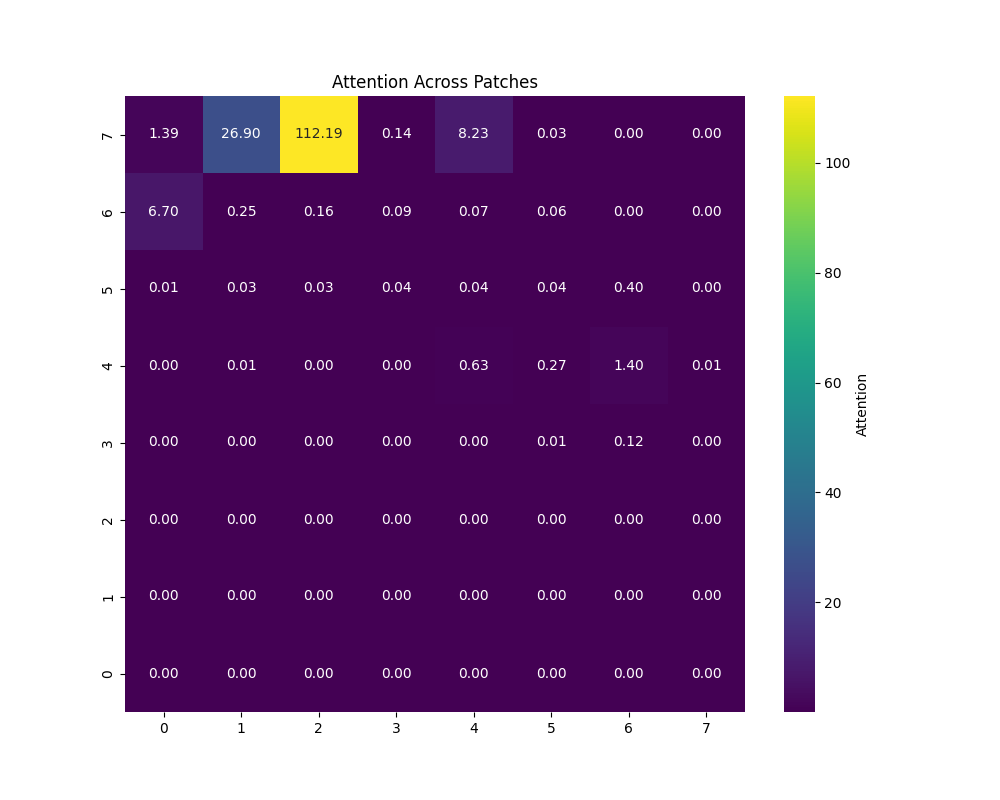 Attention Across Patches
7 1.39 26.90 112.19 0.14 8.23 0.03 0.00 0.00
6 6.70 0.25 0.16 0.09 0.07 0.06 0.00 0.00
5 0.01 0.03 0.03 0.04 0.04 0.04 0.40 0.00
4 0.00 0.01 0.00 0.00 0.63 0.27 1.40 0.01
3 0.00 0.00 0.00 0.00 0.00 0.01 0.12 0.00
2 0.00 0.00 0.00 0.00 0.00 0.00 0.00 0.00
1 0.00 0.00 0.00 0.00 0.00 0.00 0.00 0.00
0 0.00 0.00 0.00 0.00 0.00 0.00 0.00 0.00
0 1 2 3 4 5 6 7
100
80
60
40
20
Attention